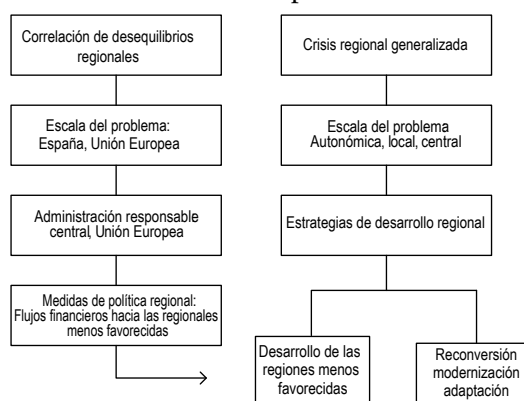 Correlación de desequilibrios
regionales
Escala del problema:
España, Unión Europea
Administración responsable
central, Unión Europea
Medidas de política regional:
Flujos financieros hacia las regionales
menos favorecidas
Crisis regional generalizada
Escala del problema
Autonómica, local, central
Estrategias de desarrollo regional
Desarrollo de las
regiones menos
favorecidas
Reconversión
modernización
adaptación